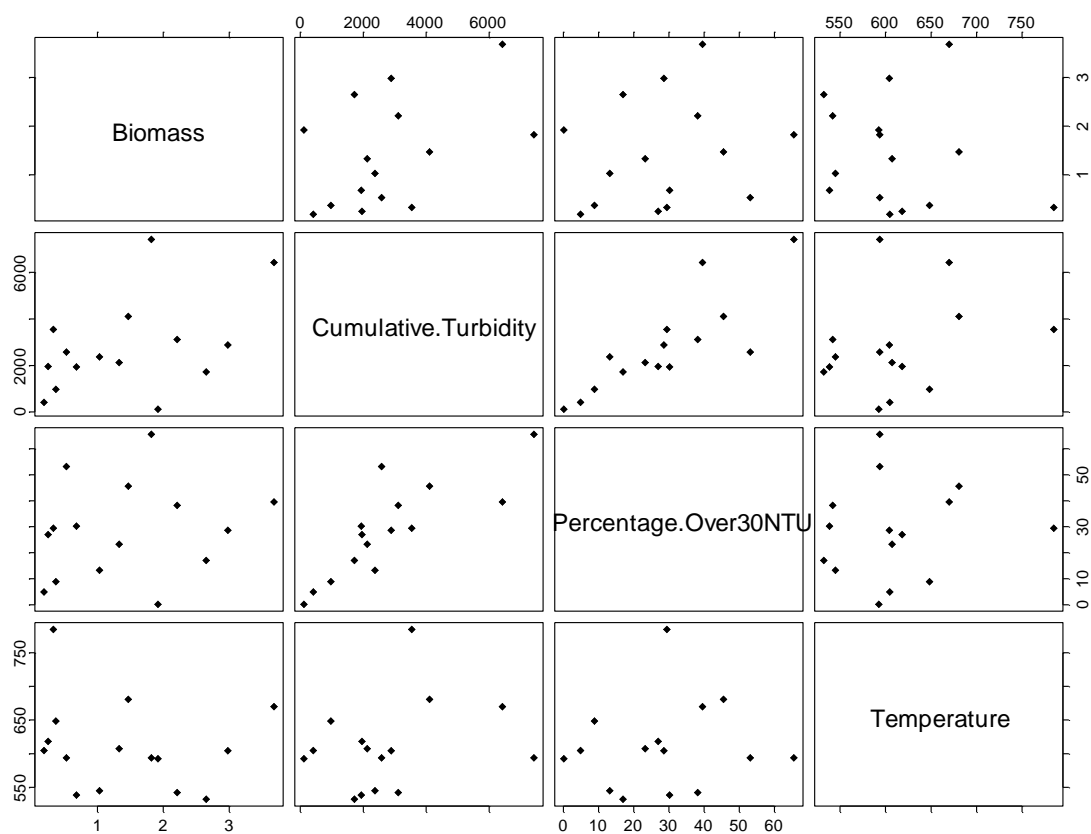 0 2000 4000 6000
550 600 650 700 750
Biomass
1 2 3
0 2000 6000
Cumulative.Turbidity
Percentage.Over30NTU
0 10 30 50
550 650 750
Temperature
1 2 3
0 10 20 30 40 50 60